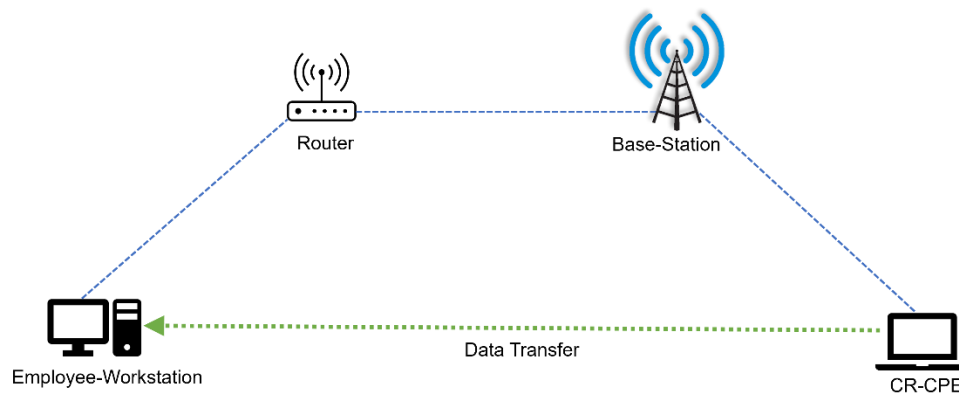 Router
Base-Station
Data Transfer
Employee-Workstation
CR-CPE